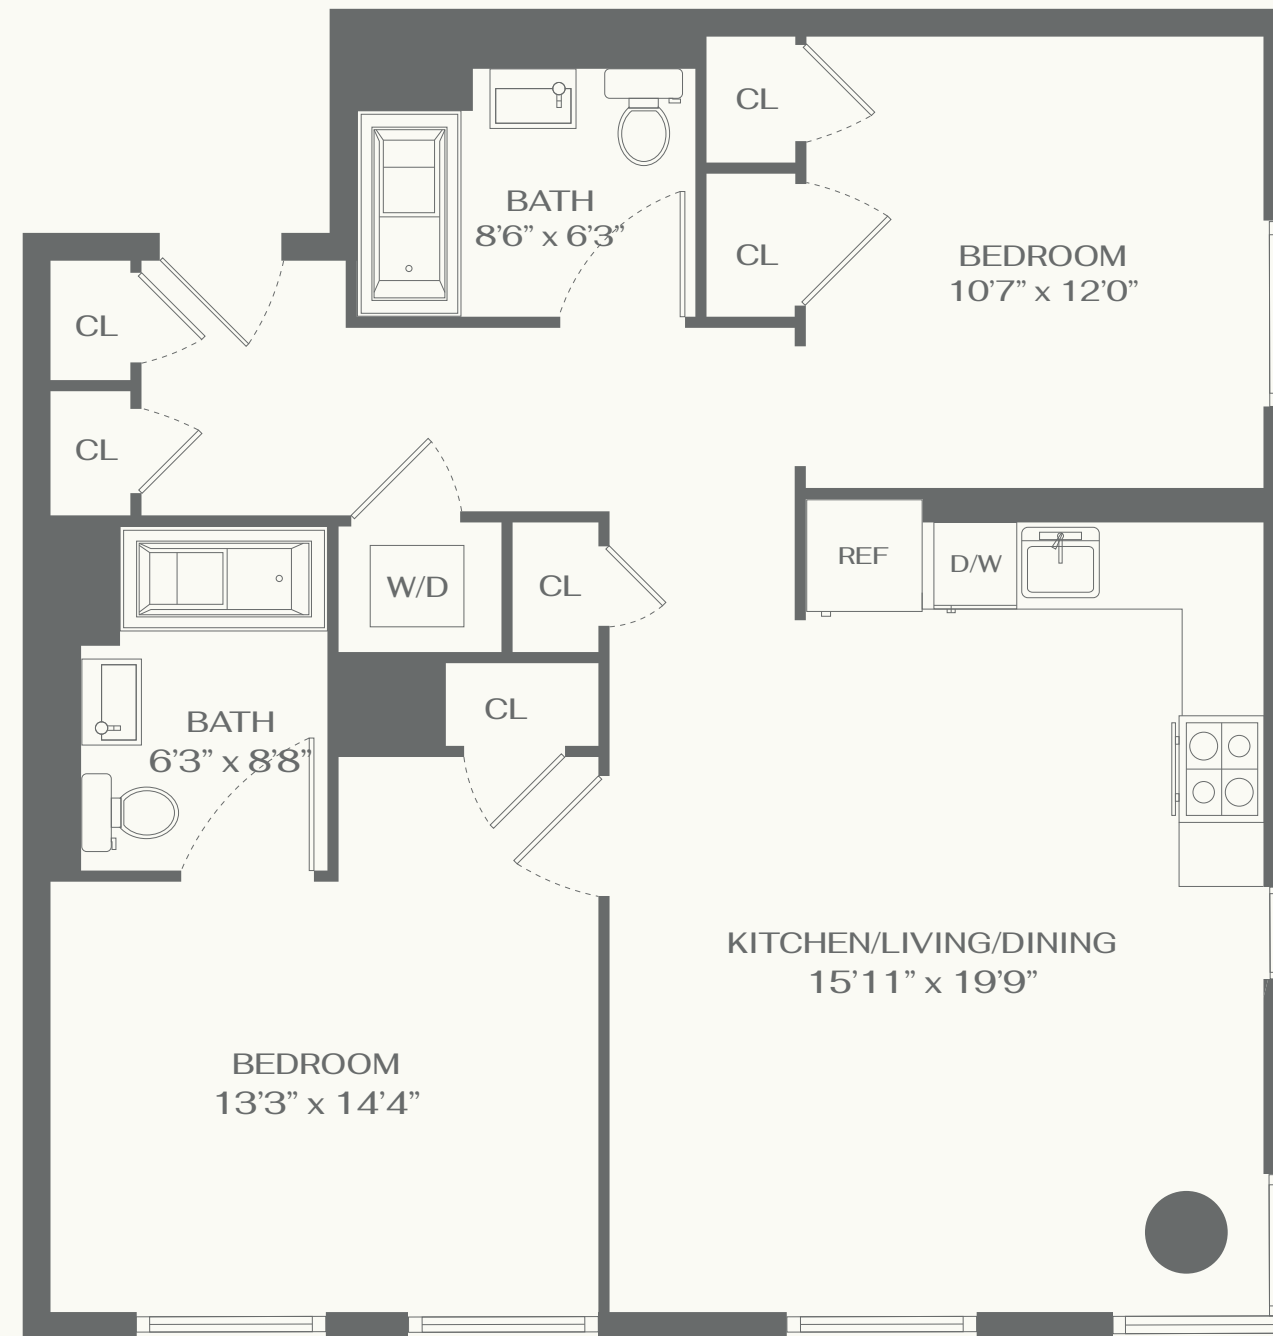 CL
BATH
8’6” x 6’3”
CL
BEDROOM
10’7” x 12’0”
CL
CL
REF
D/W
W/D
CL
CL
BATH
6’3” x 8’8”
KITCHEN/LIVING/DINING
15’11” x 19’9”
BEDROOM
13’3” x 14’4”